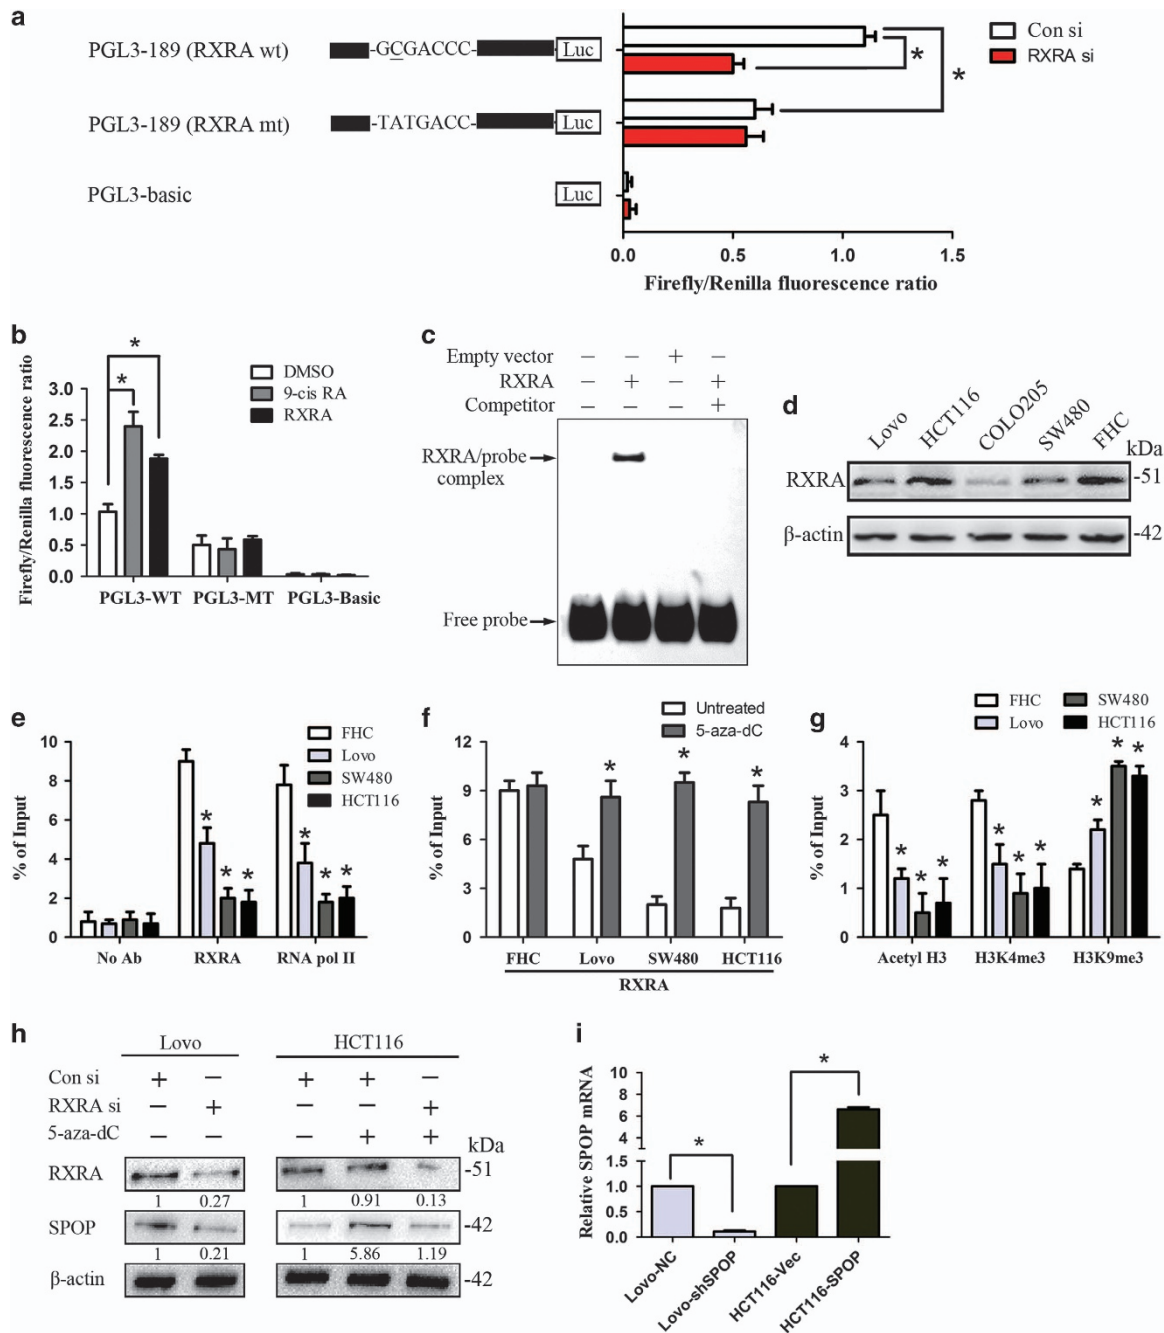 a
PGL3-189 (RXRA wt) -GCGACCC- Luc
PGL3-189 (RXRA mt) -TATGACC- Luc
PGL3-basic Luc
Con si
RXRA si
*
*
0.0 0.5 1.0 1.5
Firefly/Renilla fluorescence ratio
b
Firefly/Renilla fluorescence ratio
3.0
2.5
2.0
1.5
1.0
0.5
0.0
*
*
DMSO
9-cis RA
RXRA
PGL3-WT PGL3-MT PGL3-Basic
c
Empty vector – – + –
RXRA – + – +
Competitor – – – +
RXRA/probe
complex
Free probe
d
Lovo HCT116 COLO205 SW480 FHC
kDa
RXRA -51
β-actin -42
e
% of Input
10
8
6
4
2
0
FHC
Lovo
SW480
HCT116
* * * * * *
No Ab RXRA RNA pol II
f
Untreated
5-aza-dC
% of Input
12
9
6
3
0
* * *
FHC Lovo SW480 HCT116
RXRA
g
FHC SW480
Lovo HCT116
% of Input
4
3
2
1
0
* * * * * * * * *
Acetyl H3 H3K4me3 H3K9me3
h
Lovo HCT116
Con si + – + + –
RXRA si – + – – +
5-aza-dC – – – + +
kDa
RXRA -51
1 0.27 1 0.91 0.13
SPOP -42
1 0.21 1 5.86 1.19
β-actin -42
i
Relative SPOP mRNA
10
8
6
4
1.5
1.0
0.5
0.0
* *
Lovo-NC Lovo-shSPOP HCT116-Vec HCT116-SPOP